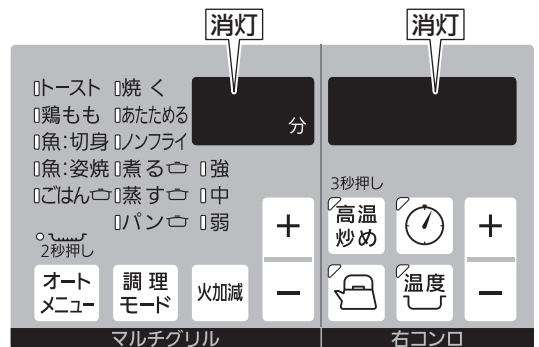 消灯
消灯
トースト 焼く
鶏もも あたためる
分
魚:切身 ノンフライ
魚:姿焼 煮る 強
ごはん 蒸す 中
パン 弱
2秒押し
オート
メニュー
調理
モード
火加減
+
−
マルチグリル
3秒押し
高温
炒め
温度
+
−
右コンロ